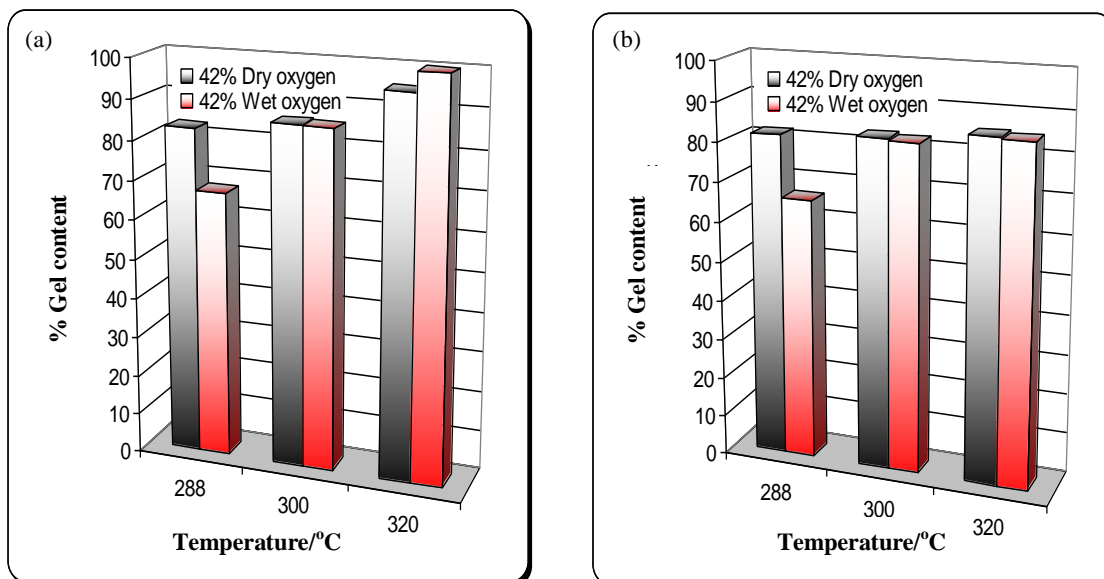 (a)
100
90
80
70
60
50
40
30
20
10
0
42% Dry oxygen
42% Wet oxygen
% Gel content
288
300
320
Temperature/°C
(b)
100
90
80
70
60
50
40
30
20
10
0
42% Dry oxygen
42% Wet oxygen
% Gel content
288
300
320
Temperature/°C